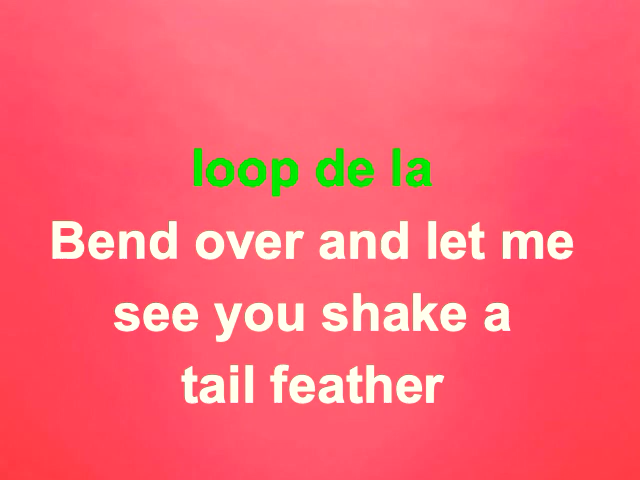 loop de la
Bend over and let me
see you shake a
tail feather